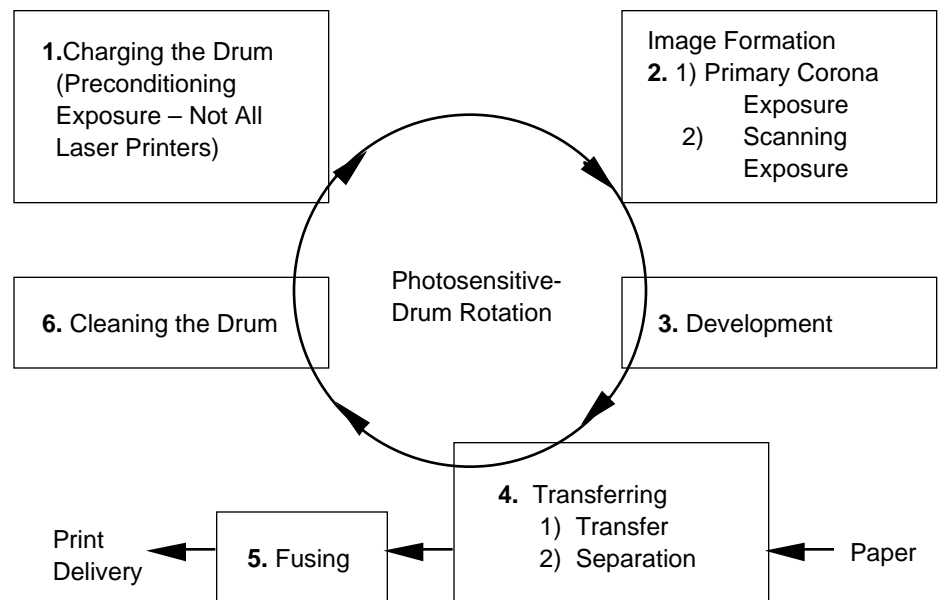 1.Charging the Drum
(Preconditioning
Exposure – Not All
Laser Printers)
Image Formation
2. 1) Primary Corona
Exposure
2) Scanning
Exposure
Photosensitive-
Drum Rotation
6. Cleaning the Drum
3. Development
4. Transferring
1) Transfer
2) Separation
Print
Delivery
5. Fusing
Paper